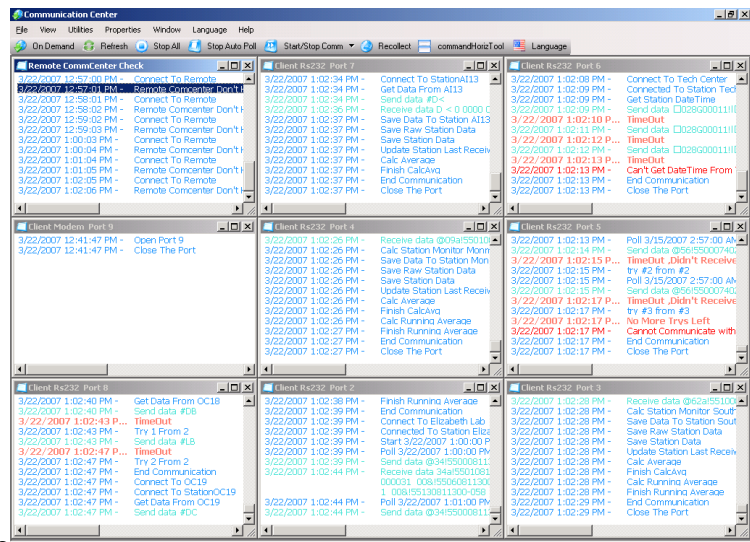 Communication Center
File View Utilities Properties Window Language Help
On Demand Refresh Stop All Stop Auto Poll Start/Stop Comm Recollect commandHorizTool Language
Remote CommCenter Check
3/22/2007 12:57:00 PM - Connect To Remote
3/22/2007 12:57:01 PM - Remote Comcenter Don't H
3/22/2007 12:58:01 PM - Connect To Remote
3/22/2007 12:58:02 PM - Remote Comcenter Don't H
3/22/2007 12:59:02 PM - Connect To Remote
3/22/2007 12:59:03 PM - Remote Comcenter Don't H
3/22/2007 1:00:03 PM - Connect To Remote
3/22/2007 1:00:04 PM - Remote Comcenter Don't H
3/22/2007 1:01:04 PM - Connect To Remote
3/22/2007 1:01:05 PM - Remote Comcenter Don't H
3/22/2007 1:02:05 PM - Connect To Remote
3/22/2007 1:02:06 PM - Remote Comcenter Don't H
Client Rs232 Port 7
3/22/2007 1:02:34 PM - Connect To StationAI13
3/22/2007 1:02:34 PM - Get Data From AI13
3/22/2007 1:02:34 PM - Send data #D<
3/22/2007 1:02:36 PM - Receive data D < 0 0000 0
3/22/2007 1:02:37 PM - Save Data To Station AI13
3/22/2007 1:02:37 PM - Save Raw Station Data
3/22/2007 1:02:37 PM - Save Station Data
3/22/2007 1:02:37 PM - Update Station Last Receiv
3/22/2007 1:02:37 PM - Calc Average
3/22/2007 1:02:37 PM - Finish CalcAvg
3/22/2007 1:02:37 PM - End Communication
3/22/2007 1:02:37 PM - Close The Port
Client Rs232 Port 6
3/22/2007 1:02:08 PM - Connect To Tech Center
3/22/2007 1:02:09 PM - Connected To Station Tech
3/22/2007 1:02:09 PM - Get Station DateTime
3/22/2007 1:02:09 PM - Send data
3/22/2007 1:02:10 P... TimeOut
3/22/2007 1:02:11 PM - Send data
3/22/2007 1:02:12 P... TimeOut
3/22/2007 1:02:12 PM - Send data
3/22/2007 1:02:13 P... TimeOut
3/22/2007 1:02:13 PM - Can't Get DateTime From
3/22/2007 1:02:13 PM - End Communication
3/22/2007 1:02:13 PM - Close The Port
Client Modem Port 9
3/22/2007 12:41:47 PM - Open Port 9
3/22/2007 12:41:47 PM - Close The Port
Client Rs232 Port 4
3/22/2007 1:02:26 PM - Receive data
3/22/2007 1:02:26 PM - Calc Station Monitor Monm
3/22/2007 1:02:26 PM - Save Data To Station Mon
3/22/2007 1:02:26 PM - Save Raw Station Data
3/22/2007 1:02:26 PM - Save Station Data
3/22/2007 1:02:26 PM - Update Station Last Receiv
3/22/2007 1:02:26 PM - Calc Average
3/22/2007 1:02:26 PM - Finish CalcAvg
3/22/2007 1:02:27 PM - Calc Running Average
3/22/2007 1:02:27 PM - Finish Running Average
3/22/2007 1:02:27 PM - End Communication
3/22/2007 1:02:27 PM - Close The Port
Client Rs232 Port 5
3/22/2007 1:02:13 PM - Poll 3/15/2007 2:57:00 AM
3/22/2007 1:02:14 PM - Send data
3/22/2007 1:02:15 P... TimeOut ,Didn't Receive
3/22/2007 1:02:15 PM - try #2 from #2
3/22/2007 1:02:15 PM - Poll 3/15/2007 2:57:00 AM
3/22/2007 1:02:15 PM - Send data
3/22/2007 1:02:17 P... TimeOut ,Didn't Receive
3/22/2007 1:02:17 PM - try #3 from #3
3/22/2007 1:02:17 P... No More Trys Left
3/22/2007 1:02:17 PM - Cannot Communicate with
3/22/2007 1:02:17 PM - End Communication
3/22/2007 1:02:17 PM - Close The Port
Client Rs232 Port 8
3/22/2007 1:02:40 PM - Get Data From OC18
3/22/2007 1:02:40 PM - Send data #DB
3/22/2007 1:02:43 P... TimeOut
3/22/2007 1:02:43 PM - Try 1 From 2
3/22/2007 1:02:43 PM - Send data #LB
3/22/2007 1:02:47 P... TimeOut
3/22/2007 1:02:47 PM - Try 2 From 2
3/22/2007 1:02:47 PM - End Communication
3/22/2007 1:02:47 PM - Connect To OC19
3/22/2007 1:02:47 PM - Connect To StationOC19
3/22/2007 1:02:47 PM - Get Data From OC19
3/22/2007 1:02:47 PM - Send data #DC
Client Rs232 Port 2
3/22/2007 1:02:38 PM - Finish Running Average
3/22/2007 1:02:39 PM - End Communication
3/22/2007 1:02:39 PM - Connect To Elizabeth Lab
3/22/2007 1:02:39 PM - Connected To Station Eliza
3/22/2007 1:02:39 PM - Start 3/22/2007 1:00:00 P
3/22/2007 1:02:39 PM - Poll 3/22/2007 1:00:00 PM
3/22/2007 1:02:39 PM - Send data
3/22/2007 1:02:44 PM - Receive data
3/22/2007 1:02:44 PM - Poll 3/22/2007 1:01:00 PM
3/22/2007 1:02:44 PM - Send data
Client Rs232 Port 3
3/22/2007 1:02:28 PM - Receive data
3/22/2007 1:02:28 PM - Calc Station Monitor South
3/22/2007 1:02:28 PM - Save Data To Station Sout
3/22/2007 1:02:28 PM - Save Raw Station Data
3/22/2007 1:02:28 PM - Save Station Data
3/22/2007 1:02:28 PM - Update Station Last Receiv
3/22/2007 1:02:28 PM - Calc Average
3/22/2007 1:02:28 PM - Finish CalcAvg
3/22/2007 1:02:28 PM - Calc Running Average
3/22/2007 1:02:28 PM - Finish Running Average
3/22/2007 1:02:29 PM - End Communication
3/22/2007 1:02:29 PM - Close The Port